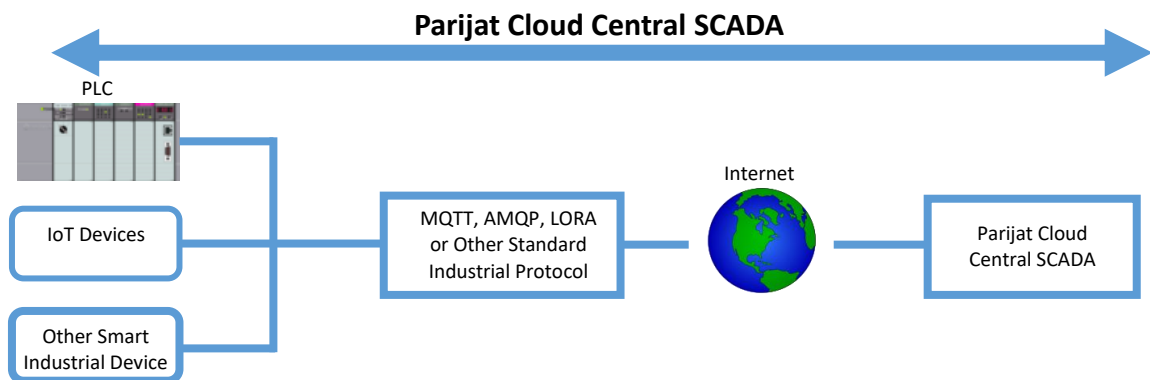 Parijat Cloud Central SCADA
PLC
IoT Devices
Other Smart
Industrial Device
MQTT, AMQP, LORA
or Other Standard
Industrial Protocol
Internet
Parijat Cloud
Central SCADA